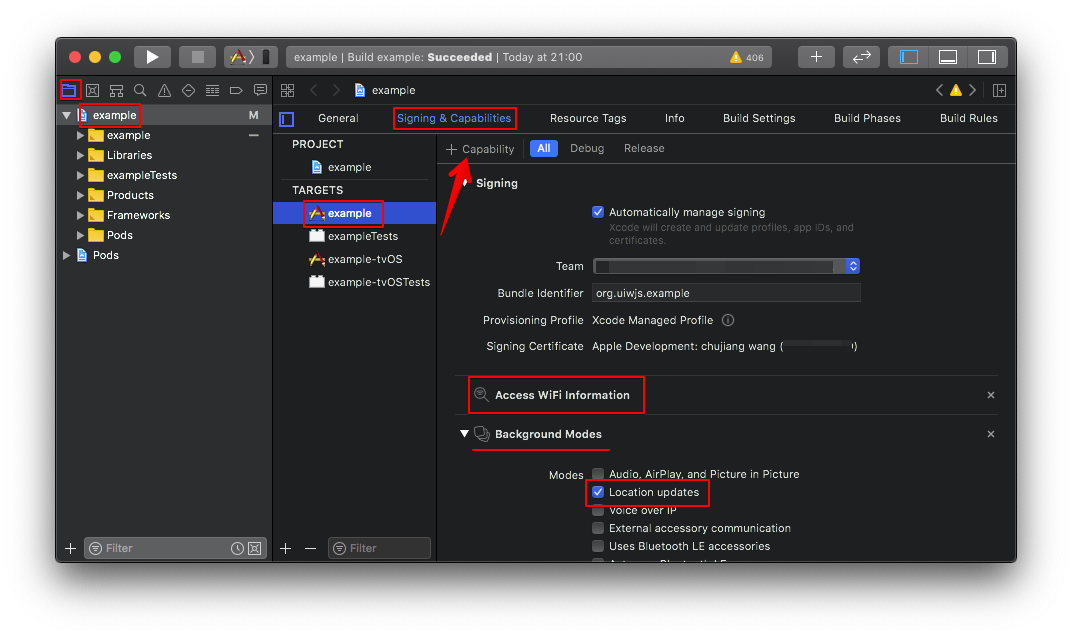 example | Build example: Succeeded | Today at 21:00
406
example
example M
example
Libraries
exampleTests
Products
Frameworks
Pods
Pods
Filter
General Signing & Capabilities Resource Tags Info Build Settings Build Phases Build Rules
PROJECT
example
TARGETS
example
exampleTests
example-tvOS
example-tvOSTests
Filter
+ Capability All Debug Release
Signing
Automatically manage signing
Xcode will create and update profiles, app IDs, and
certificates.
Team
Bundle Identifier org.uiwjs.example
Provisioning Profile Xcode Managed Profile
Signing Certificate Apple Development: chujiang wang (
Access WiFi Information
Background Modes
Modes Audio, AirPlay, and Picture in Picture
Location updates
Voice over IP
External accessory communication
Uses Bluetooth LE accessories